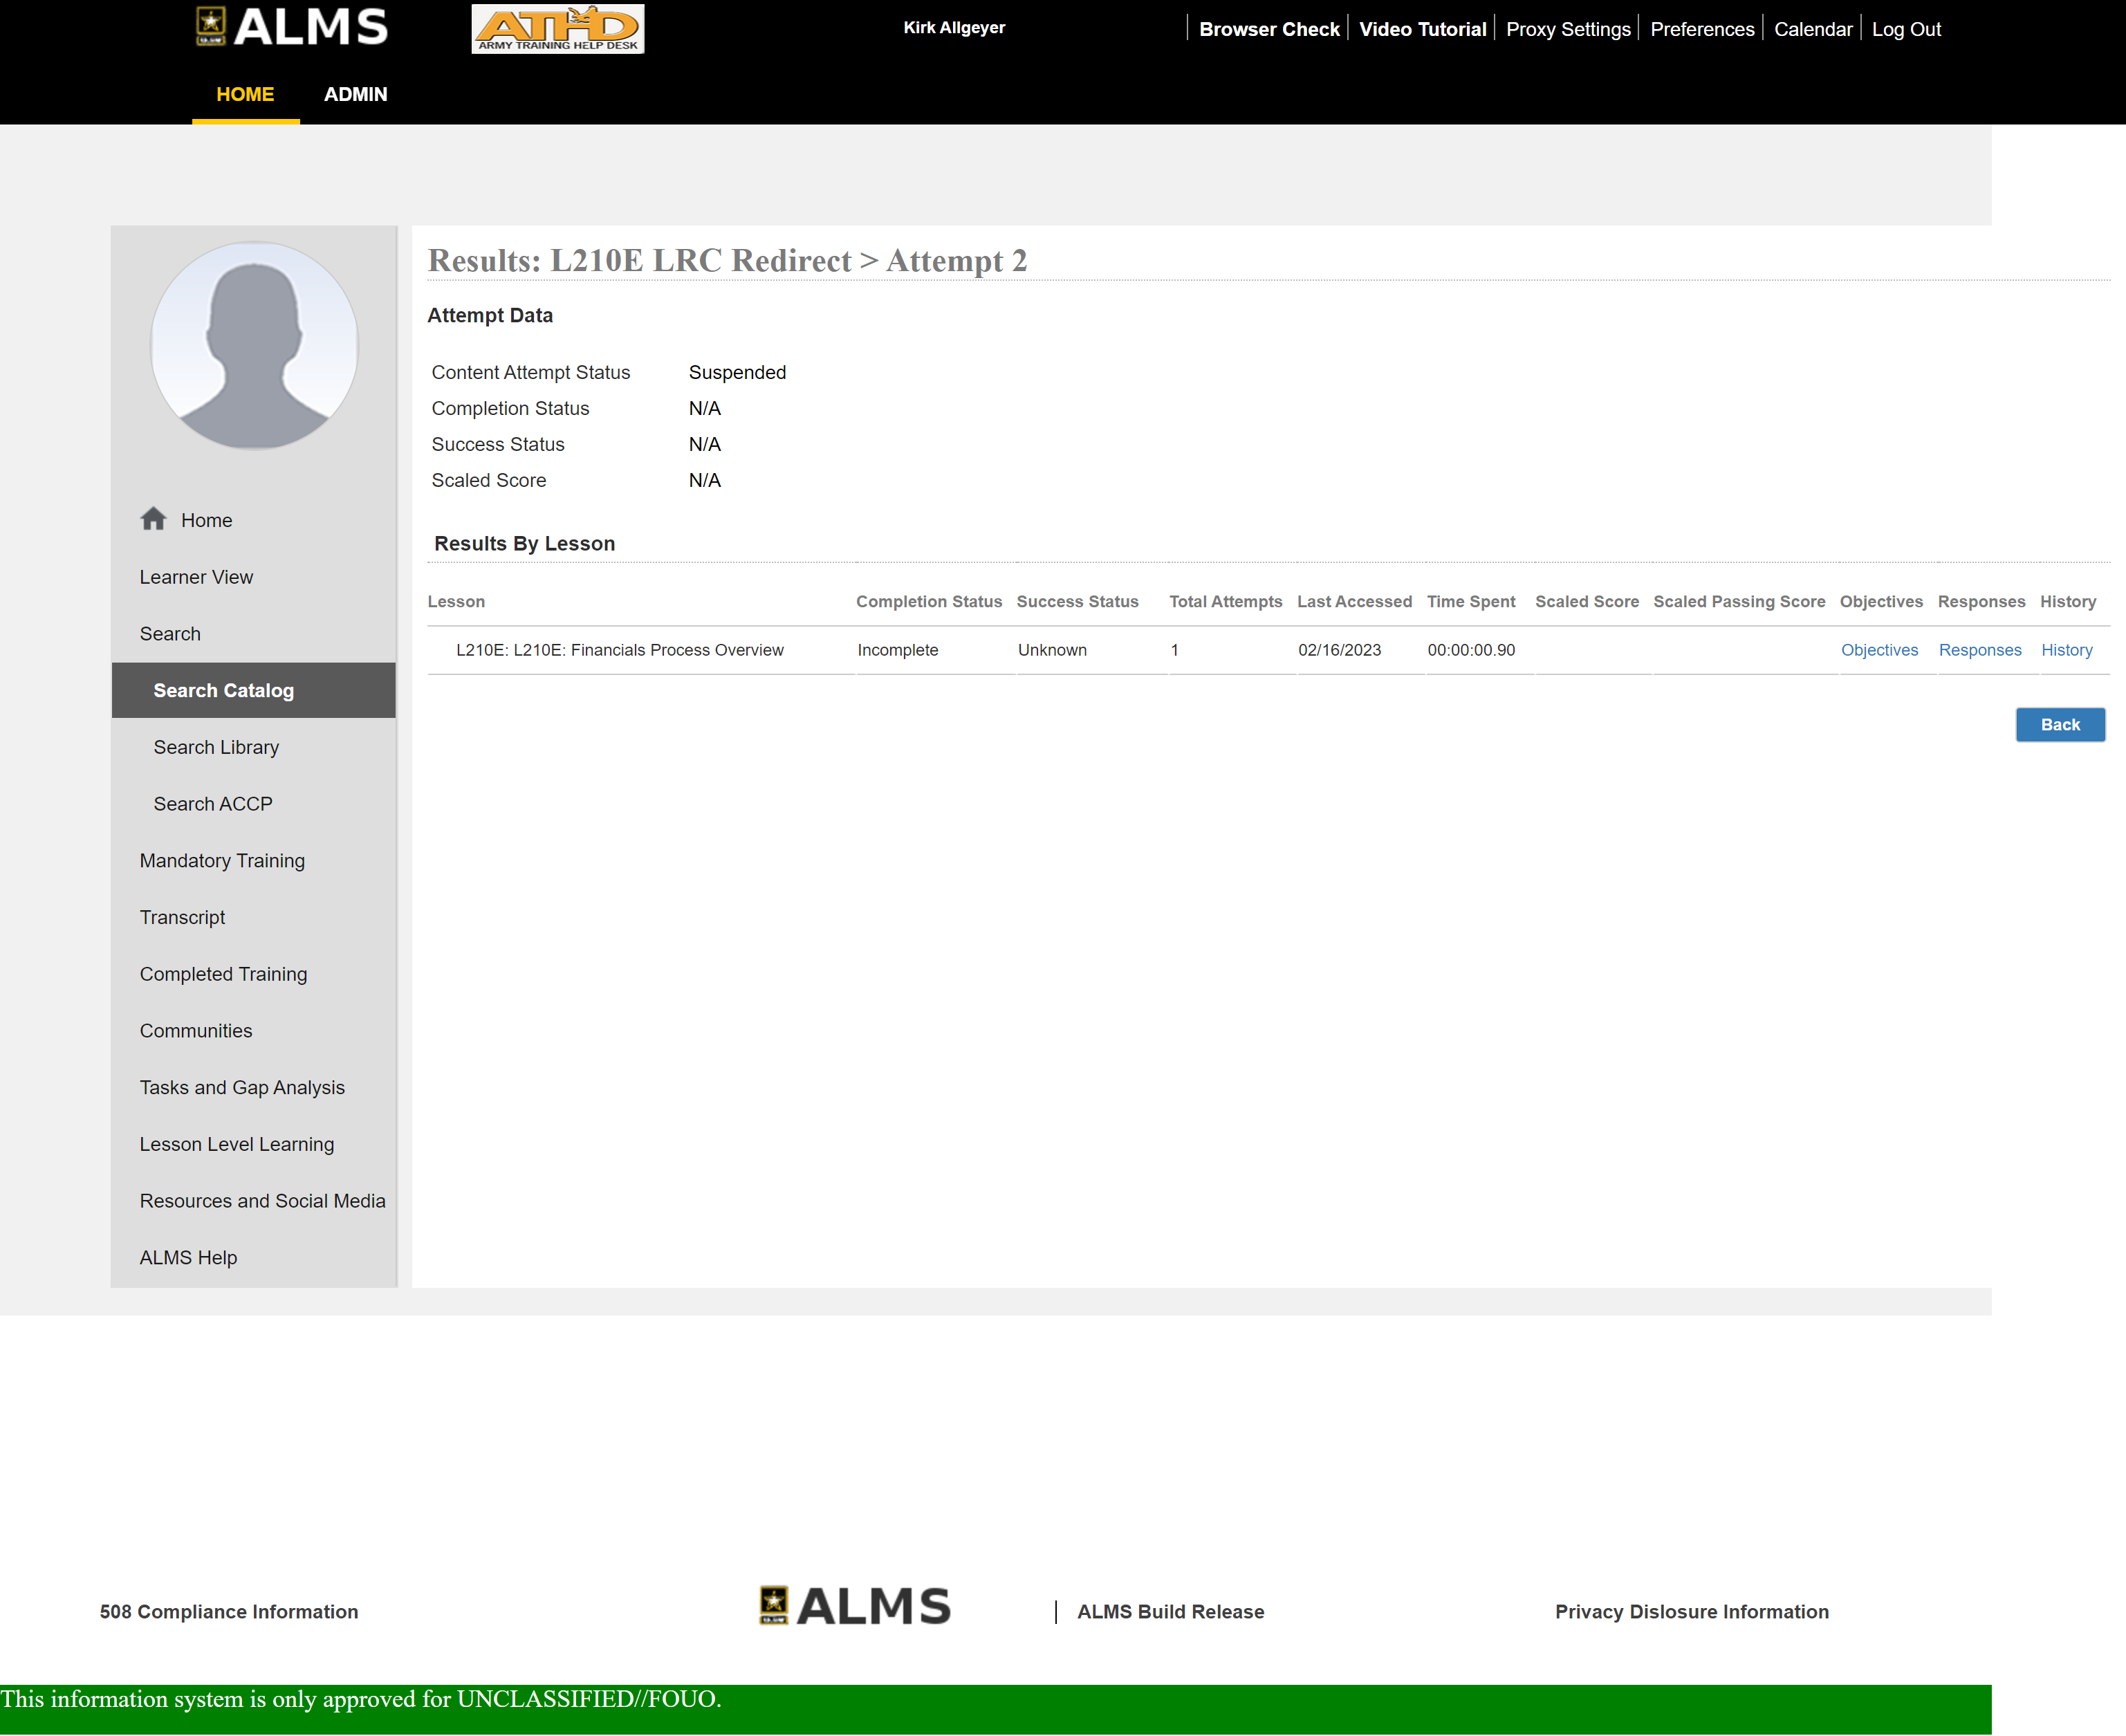 ALMS
ATHD
ARMY TRAINING HELP DESK
Kirk Allgeyer
Browser Check
Video Tutorial
Proxy Settings
Preferences
Calendar
Log Out
HOME
ADMIN
Home
Learner View
Search
Search Catalog
Search Library
Search ACCP
Mandatory Training
Transcript
Completed Training
Communities
Tasks and Gap Analysis
Lesson Level Learning
Resources and Social Media
ALMS Help
Results: L210E LRC Redirect > Attempt 2
Attempt Data
Content Attempt Status Suspended
Completion Status N/A
Success Status N/A
Scaled Score N/A
Results By Lesson
Lesson Completion Status Success Status Total Attempts Last Accessed Time Spent Scaled Score Scaled Passing Score Objectives Responses History
L210E: L210E: Financials Process Overview Incomplete Unknown 1 02/16/2023 00:00:00.90 Objectives Responses History
Back
508 Compliance Information
ALMS
ALMS Build Release
Privacy Dislosure Information
This information system is only approved for UNCLASSIFIED//FOUO.